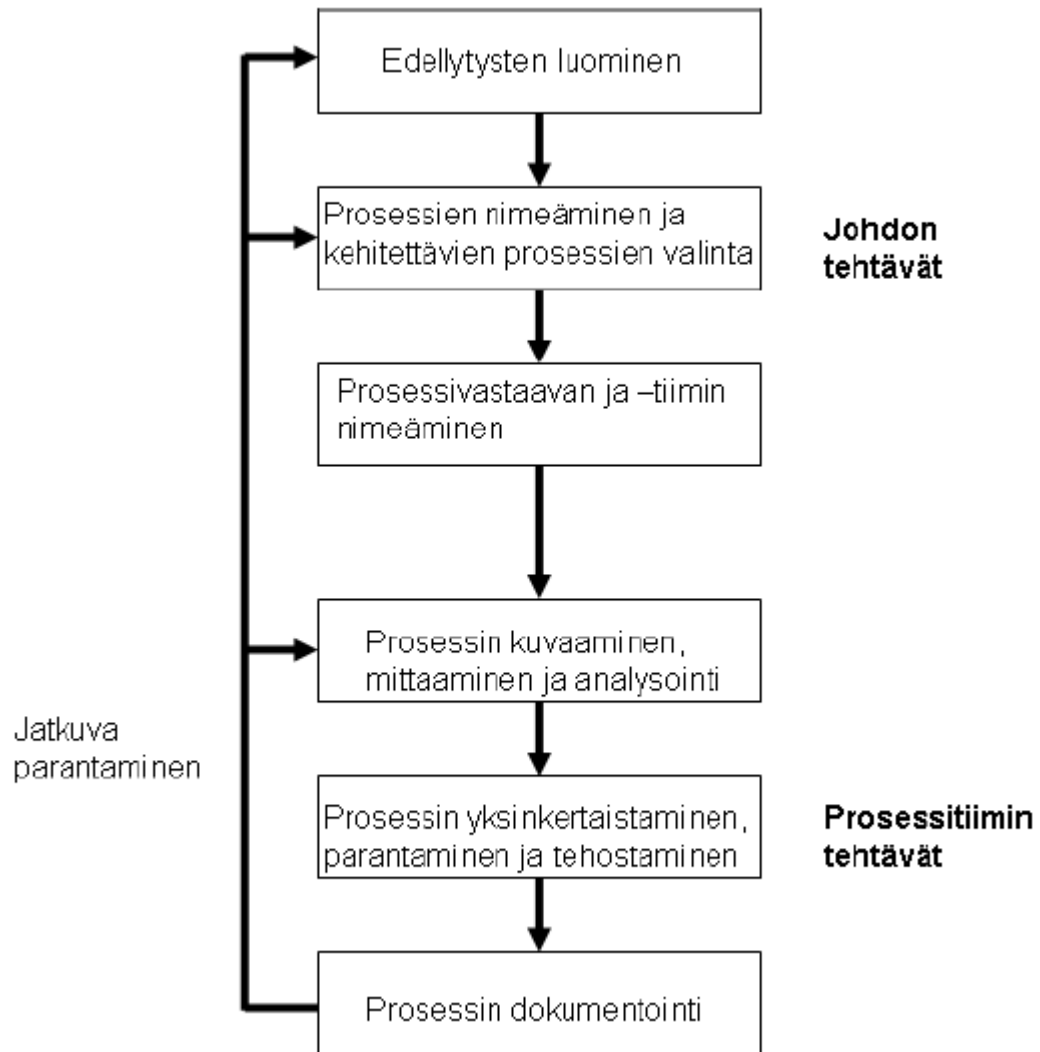 Edellytysten luominen
Prosessien nimeäminen ja
kehitettävien prosessien valinta
Johdon
tehtävät
Prosessivastaavan ja –tiimin
nimeäminen
Prosessin kuvaaminen,
mittaaminen ja analysointi
Jatkuva
parantaminen
Prosessin yksinkertaistaminen,
parantaminen ja tehostaminen
Prosessitiimin
tehtävät
Prosessin dokumentointi